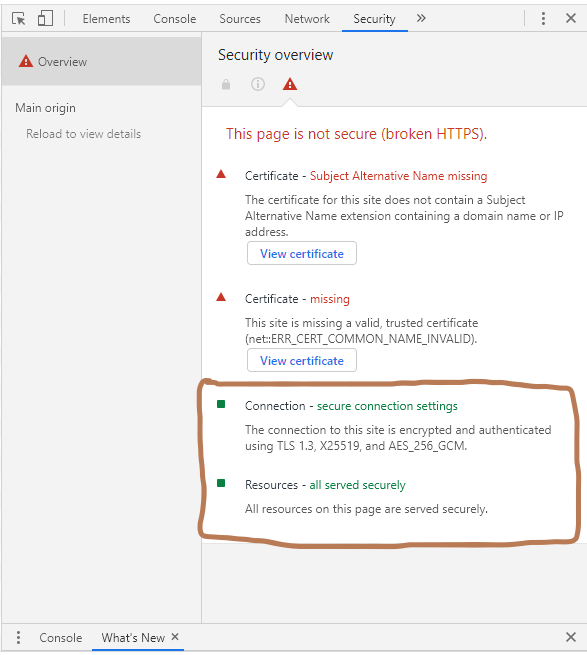 Elements Console Sources Network Security »
Overview
Main origin
Reload to view details
Security overview
This page is not secure (broken HTTPS).
Certificate - Subject Alternative Name missing
The certificate for this site does not contain a Subject
Alternative Name extension containing a domain name or IP
address.
View certificate
Certificate - missing
This site is missing a valid, trusted certificate
(net::ERR_CERT_COMMON_NAME_INVALID).
View certificate
Connection - secure connection settings
The connection to this site is encrypted and authenticated
using TLS 1.3, X25519, and AES_256_GCM.
Resources - all served securely
All resources on this page are served securely.
Console What's New